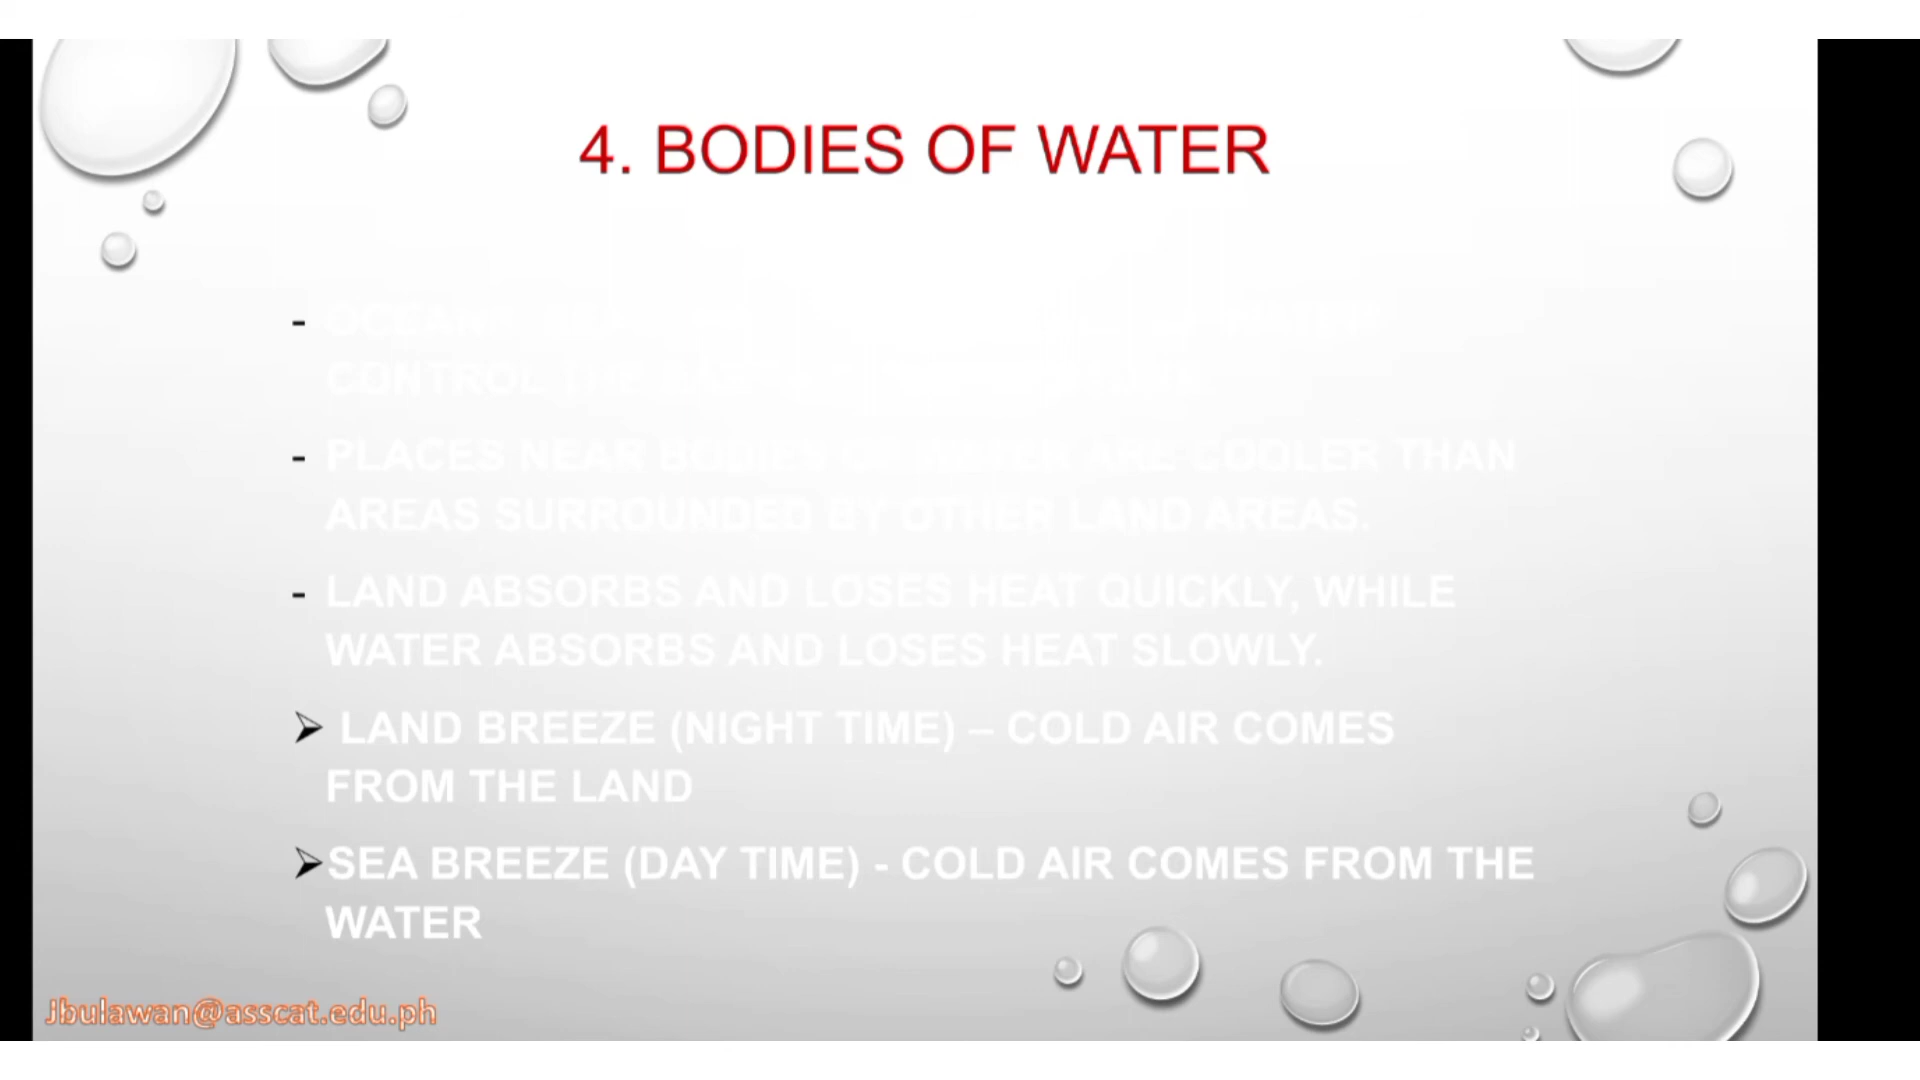 4. BODIES OF WATER
- OCEANS WATER
CONTROL THE
- PLACES NEAR BODIES OF WATER ARE COOLER THAN
AREAS SURROUNDED BY OTHER LAND AREAS.
- LAND ABSORBS AND LOSES HEAT QUICKLY, WHILE
WATER ABSORBS AND LOSES HEAT SLOWLY.
➢ LAND BREEZE (NIGHT TIME) – COLD AIR COMES
FROM THE LAND
➢SEA BREEZE (DAY TIME) - COLD AIR COMES FROM THE
WATER
Jbulawan@asscat.edu.ph